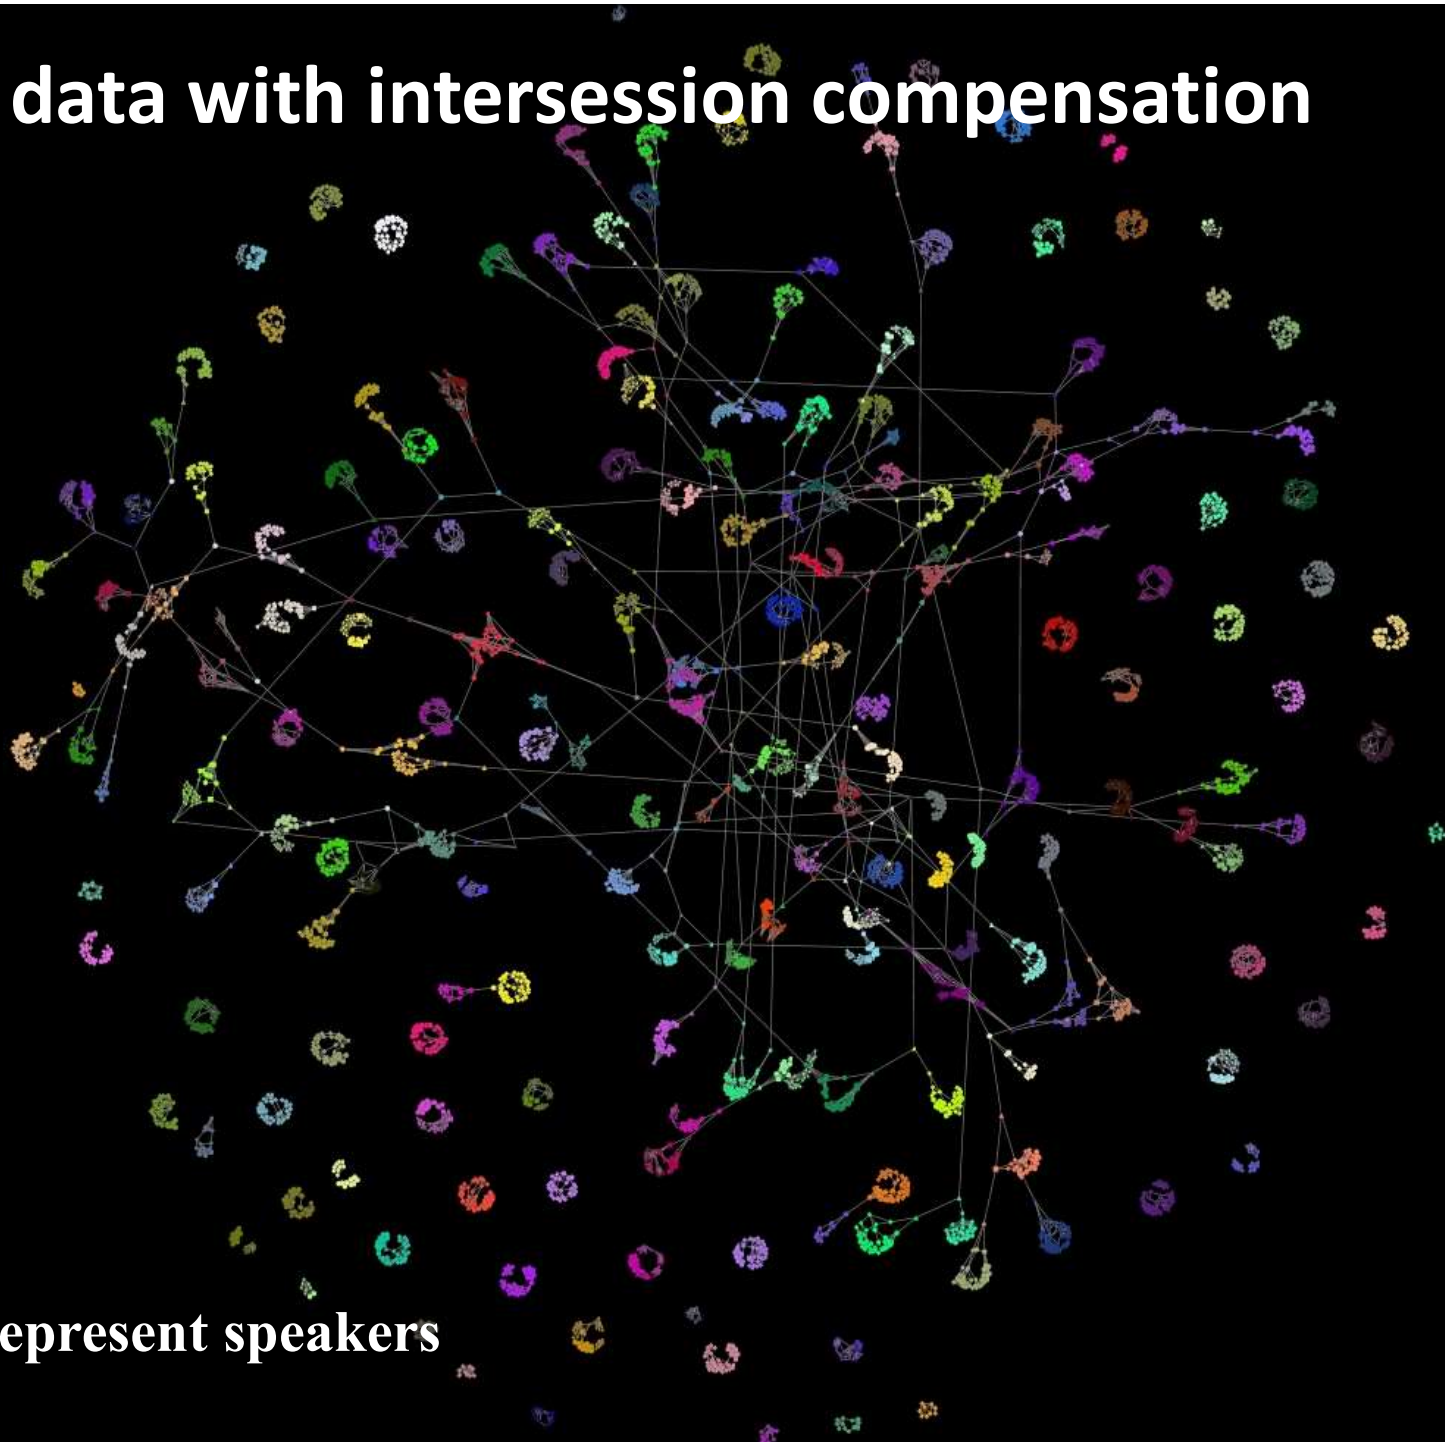 data with intersession compensation
epresent speakers